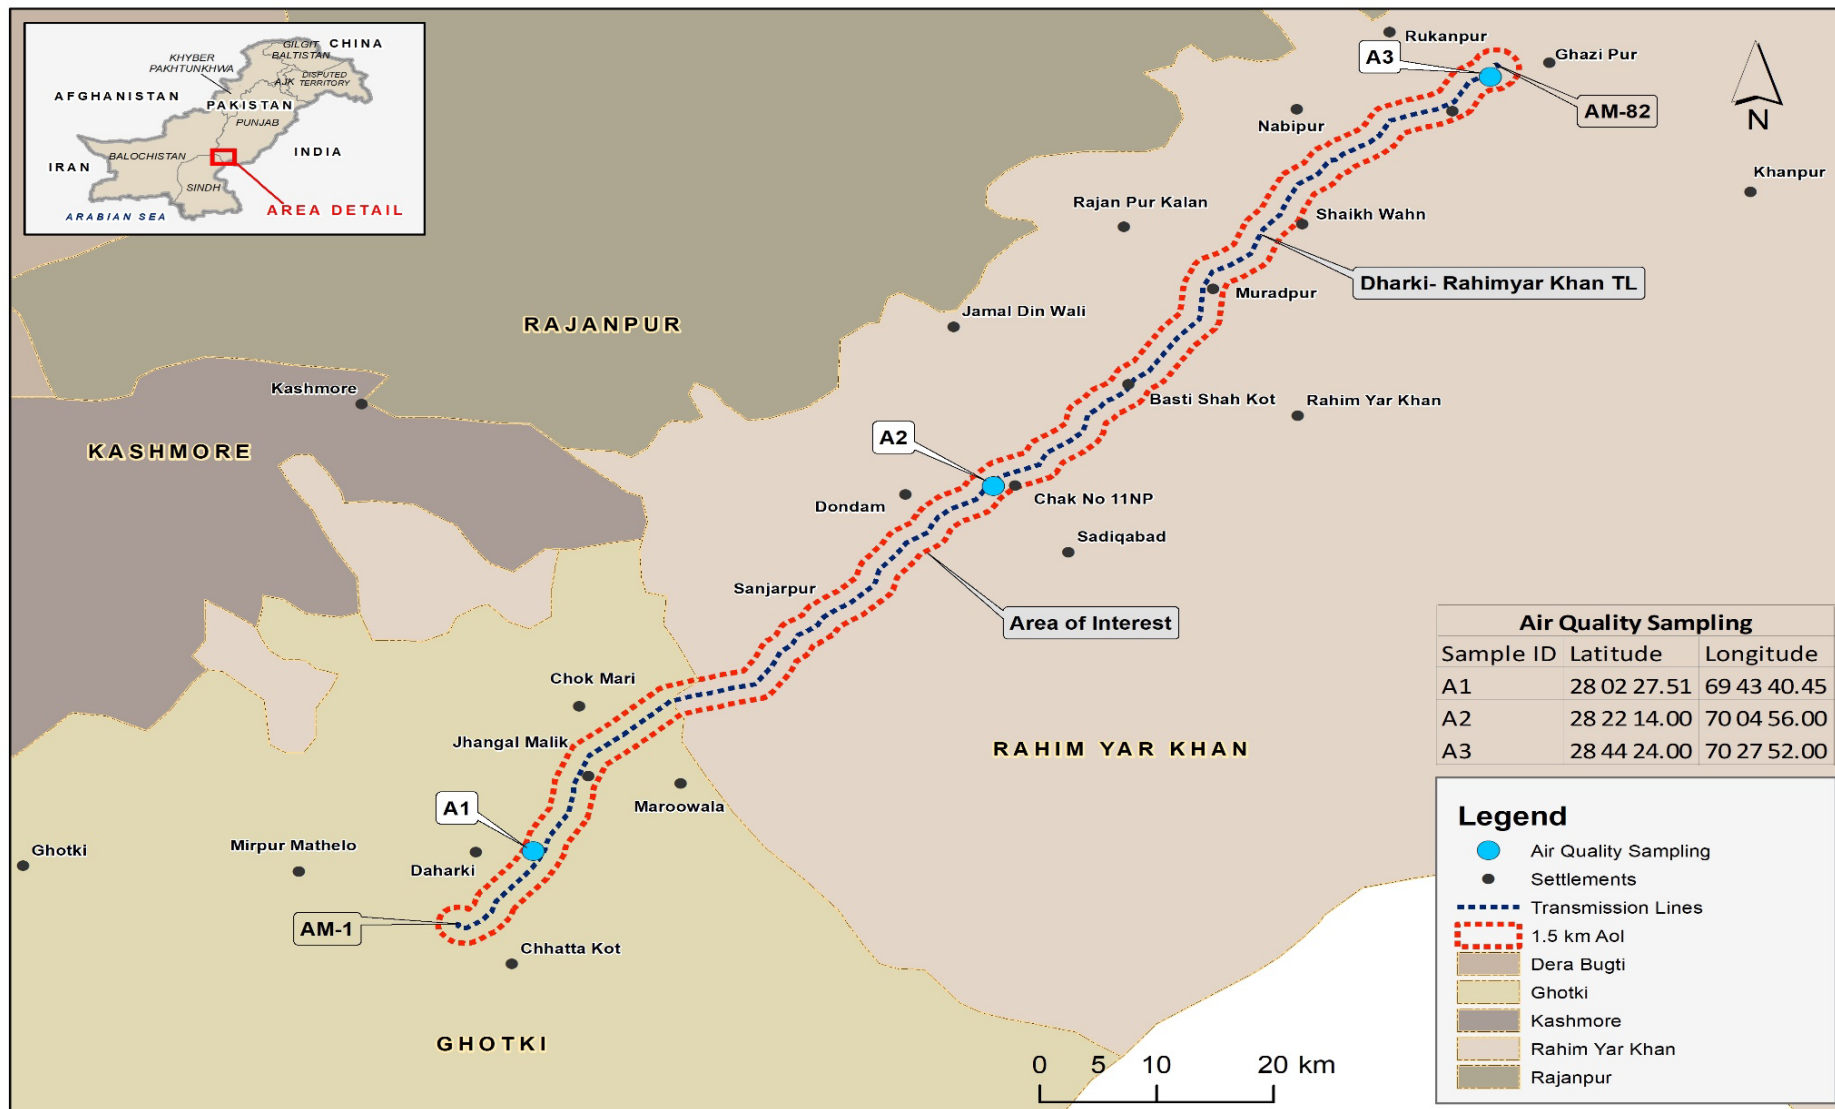 GILGIT
BALTISTAN
CHINA
KHYBER
PAKHTUNKHWA
AJK
DISPUTED
TERRITORY
AFGHANISTAN
PAKISTAN
PUNJAB
INDIA
BALOCHISTAN
IRAN
SINDH
AREA DETAIL
ARABIAN SEA
Rukanpur
A3
Ghazi Pur
AM-82
N
Nabipur
Khanpur
Rajan Pur Kalan
Shaikh Wahn
Dharki- Rahimyar Khan TL
Muradpur
Jamal Din Wali
RAJANPUR
Kashmore
Basti Shah Kot
Rahim Yar Khan
KASHMORE
A2
Dondam
Chak No 11NP
Sadiqabad
Sanjarpur
Area of Interest
Chok Mari
Jhangal Malik
RAHIM YAR KHAN
Maroowala
A1
Ghotki
Mirpur Mathelo
Daharki
AM-1
Chhatta Kot
GHOTKI
0 5 10 20 km
Air Quality Sampling
Sample ID Latitude Longitude
A1 28 02 27.51 69 43 40.45
A2 28 22 14.00 70 04 56.00
A3 28 44 24.00 70 27 52.00
Legend
Air Quality Sampling
Settlements
Transmission Lines
1.5 km AoI
Dera Bugti
Ghotki
Kashmore
Rahim Yar Khan
Rajanpur